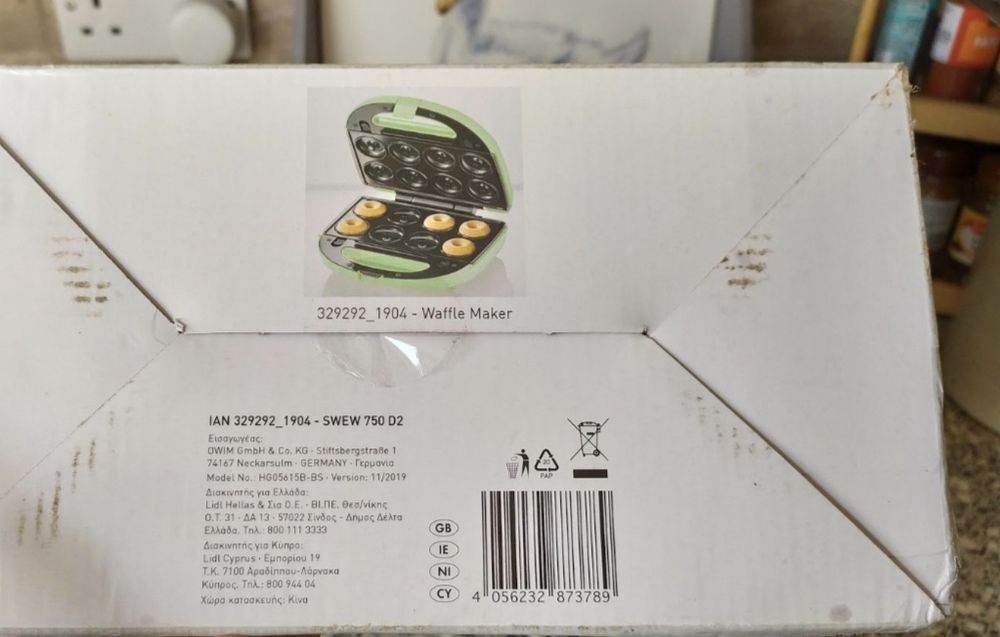 329292_1904 - Waffle Maker
IAN 329292_1904 - SWEW 750 D2
Εισαγωγέας:
OWIM GmbH & Co. KG · Stiftsbergstraße 1
74167 Neckarsulm · GERMANY · Γερμανία
Model No.: HG05615B-BS · Version: 11/2019
Διακινητής για Ελλάδα:
Lidl Hellas & Σια O.E. · ΒΙ.ΠΕ. Θεσ/νίκης
Ο.Τ. 31 · ΔΑ 13 · 57022 Σίνδος · Δήμος Δέλτα
Ελλάδα. Τηλ.: 800 111 3333
Διακινητής για Κύπρο:
Lidl Cyprus · Εμπορίου 19
Τ.Κ. 7100 Αραδίππου-Λάρνακα
Κύπρος. Τηλ.: 800 944 04
Χώρα κατασκευής: Κίνα
GB
IE
NI
CY
20
PAP
4 056232 873789